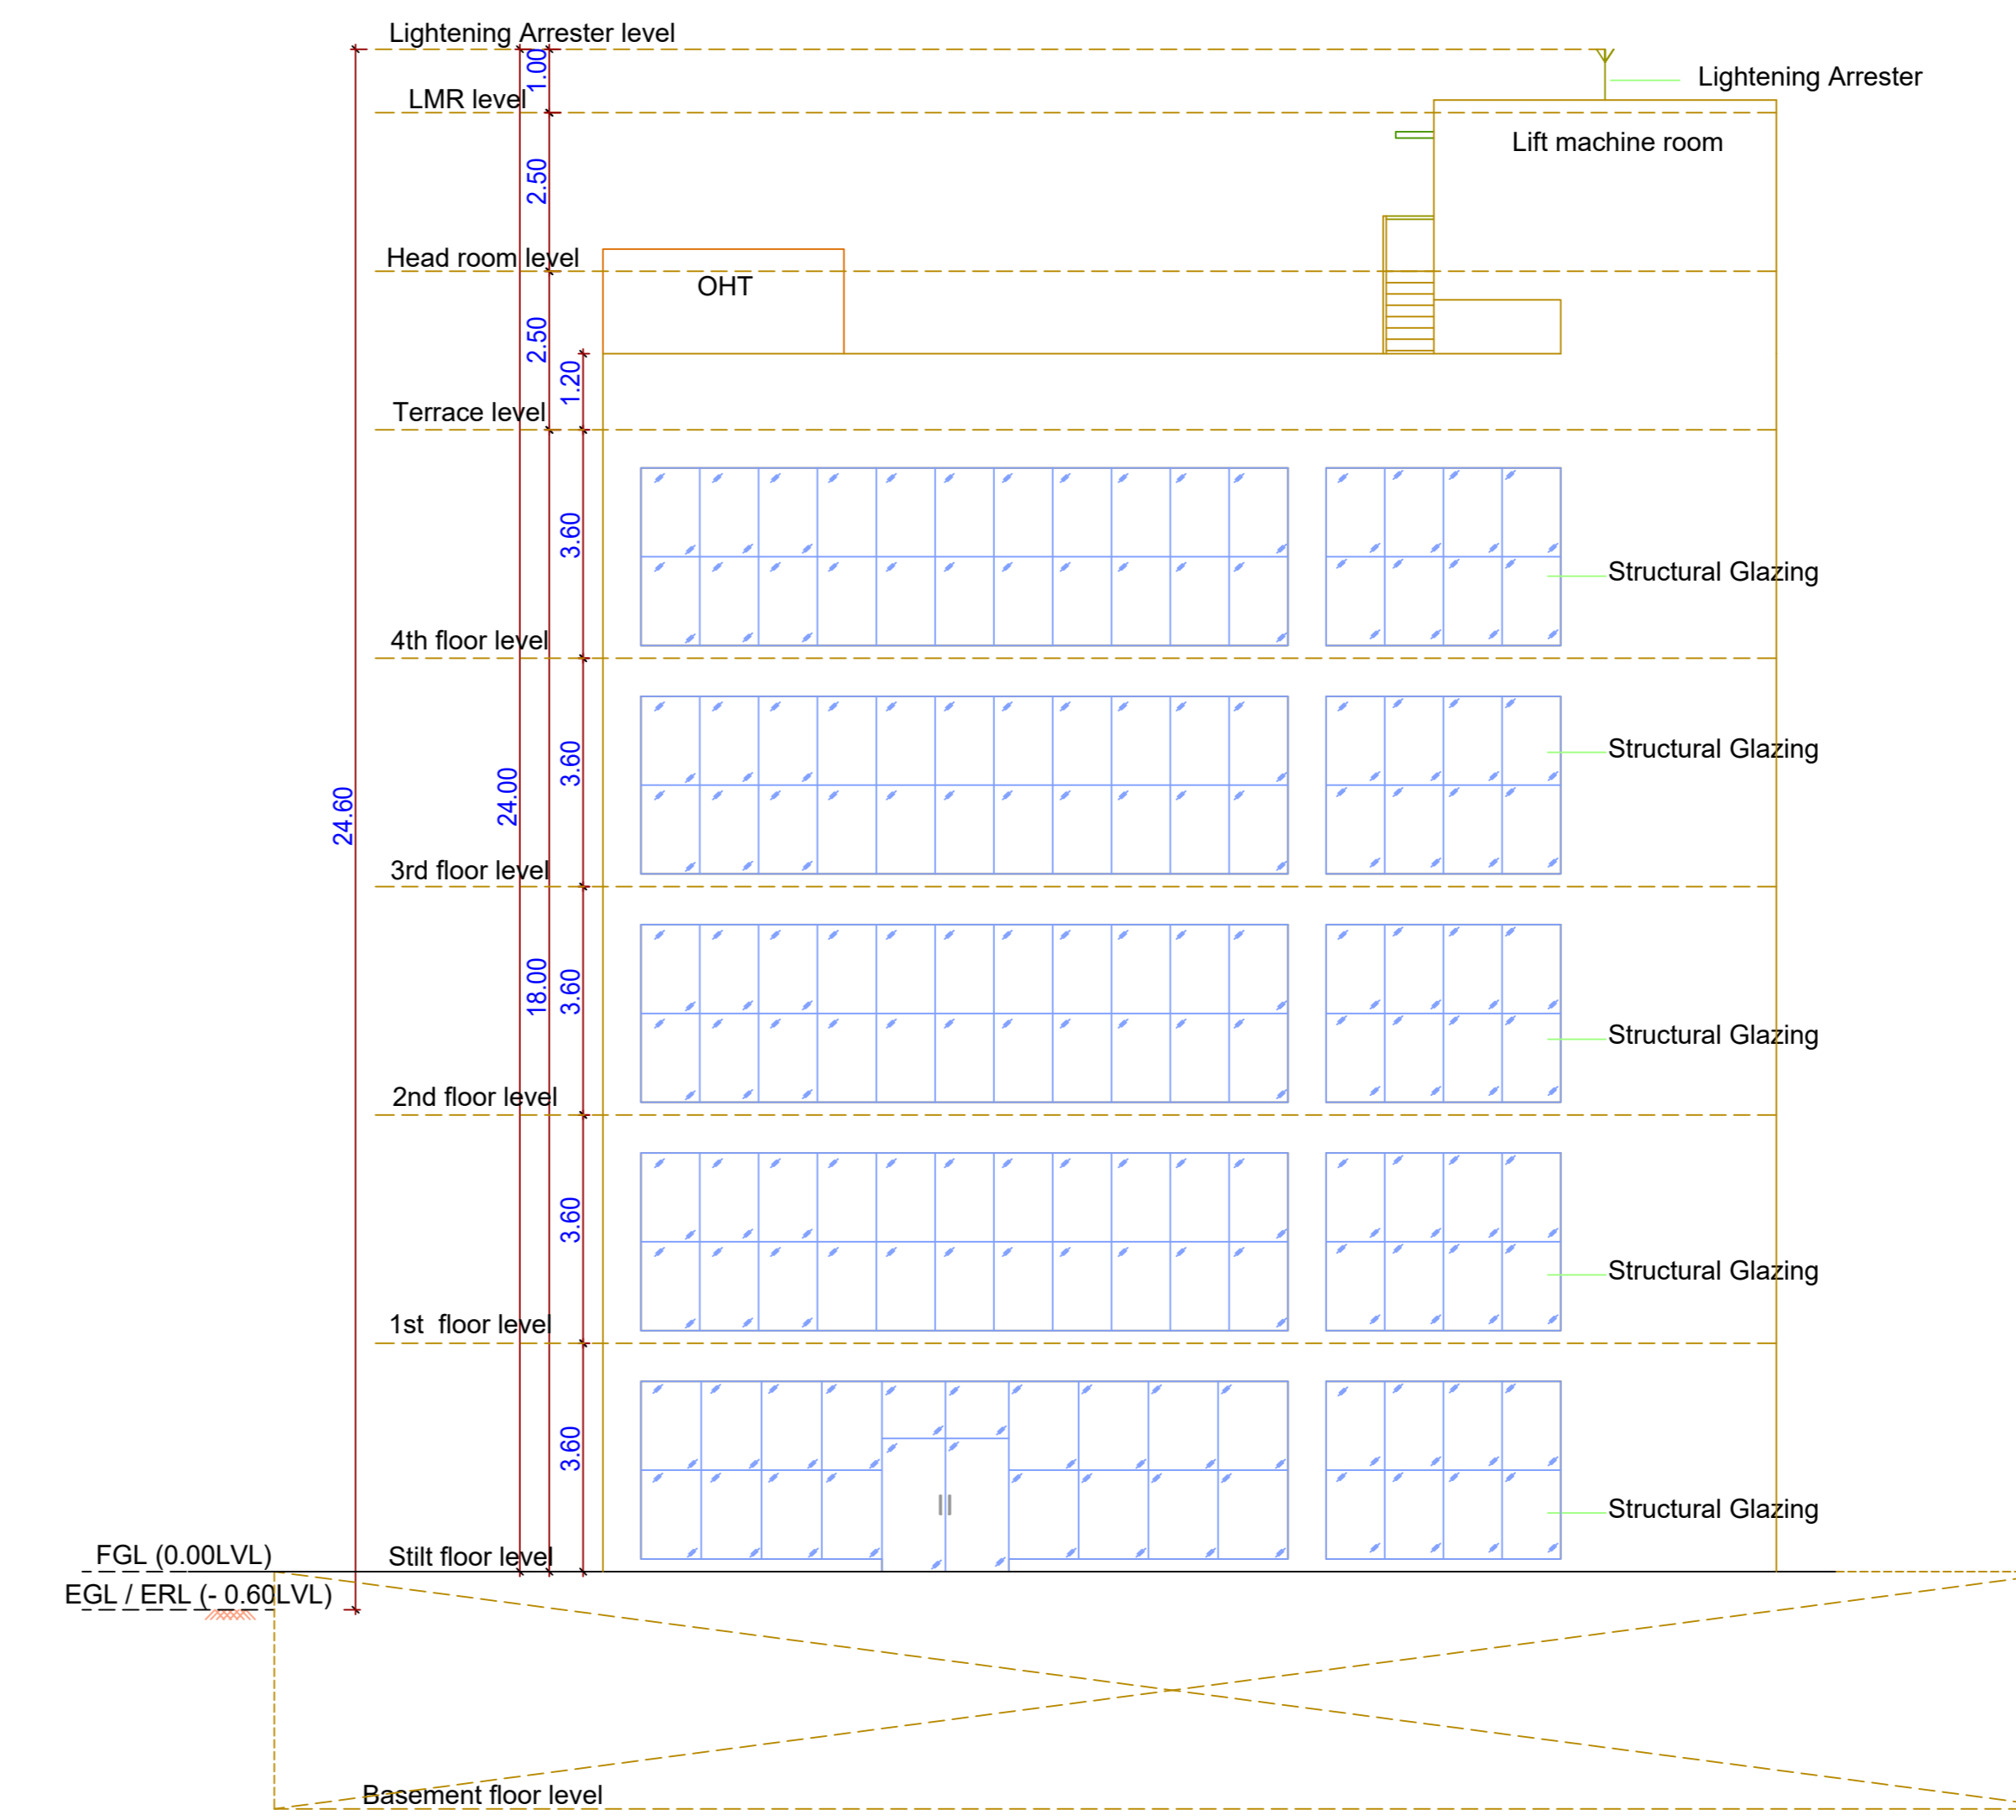 Lightening Arrester level
1.00
Lightening Arrester
LMR level
Lift machine room
2.50
Head room level
OHT
2.50
1.20
Terrace level
3.60
Structural Glazing
4th floor level
Structural Glazing
3.60
24.00
24.60
3rd floor level
18.00
3.60
Structural Glazing
2nd floor level
3.60
Structural Glazing
1st floor level
3.60
Structural Glazing
FGL (0.00LVL)
Stilt floor level
EGL / ERL (- 0.60LVL)
Basement floor level